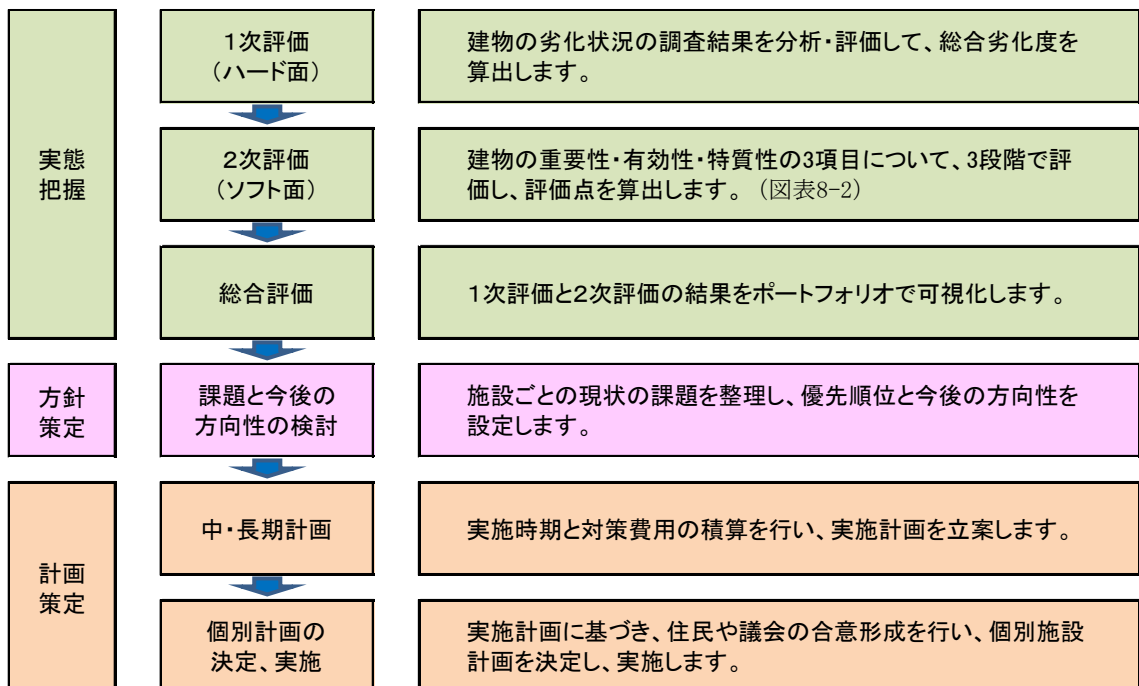 実態
把握
1次評価
（ハード面）
建物の劣化状況の調査結果を分析・評価して、総合劣化度を
算出します。
2次評価
（ソフト面）
建物の重要性・有効性・特質性の3項目について、3段階で評
価し、評価点を算出します。（図表8-2）
総合評価
1次評価と2次評価の結果をポートフォリオで可視化します。
方針
策定
課題と今後の
方向性の検討
施設ごとの現状の課題を整理し、優先順位と今後の方向性を
設定します。
計画
策定
中・長期計画
実施時期と対策費用の積算を行い、実施計画を立案します。
個別計画の
決定、実施
実施計画に基づき、住民や議会の合意形成を行い、個別施設
計画を決定し、実施します。